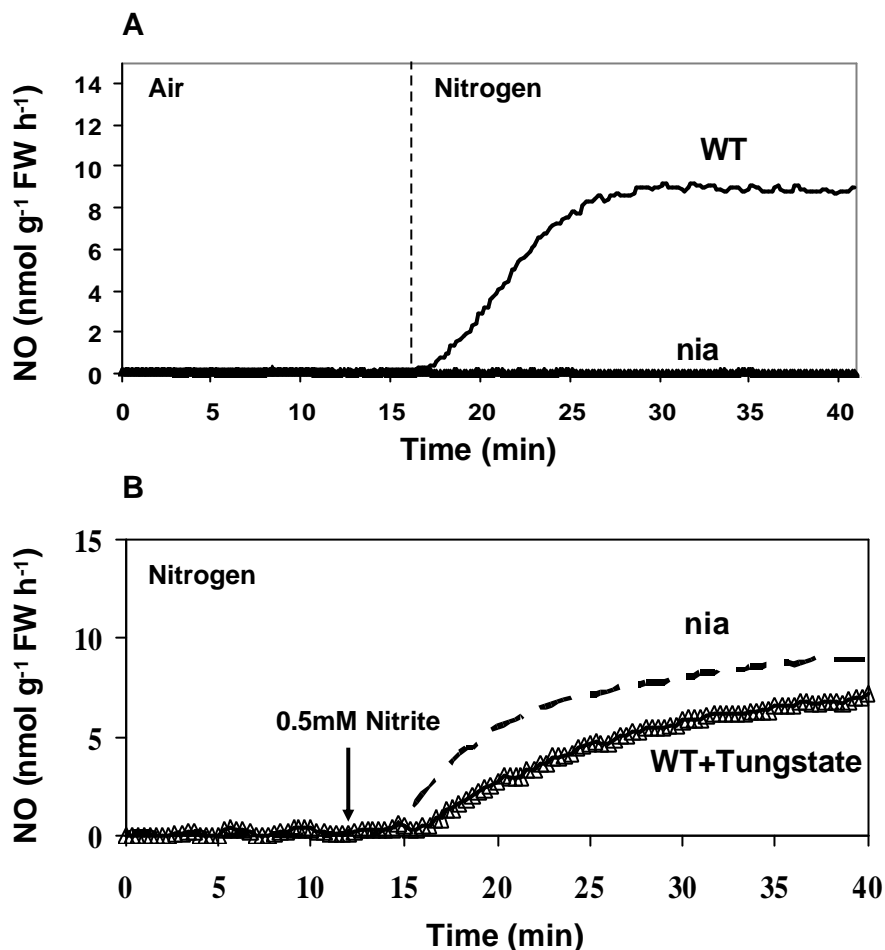 A
NO (nmol g⁻¹ FW h⁻¹)
14
12
10
8
6
4
2
0
Air
Nitrogen
WT
nia
0 5 10 15 20 25 30 35 40
Time (min)
B
NO (nmol g⁻¹ FW h⁻¹)
15
10
5
0
Nitrogen
nia
0.5mM Nitrite
WT+Tungstate
0 5 10 15 20 25 30 35 40
Time (min)